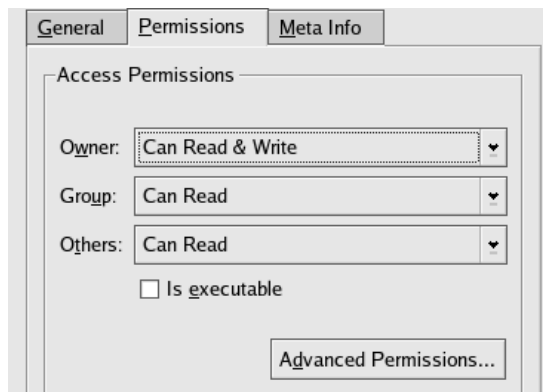 General Permissions Meta Info
Access Permissions
Owner: Can Read & Write
Group: Can Read
Others: Can Read
Is executable
Advanced Permissions...